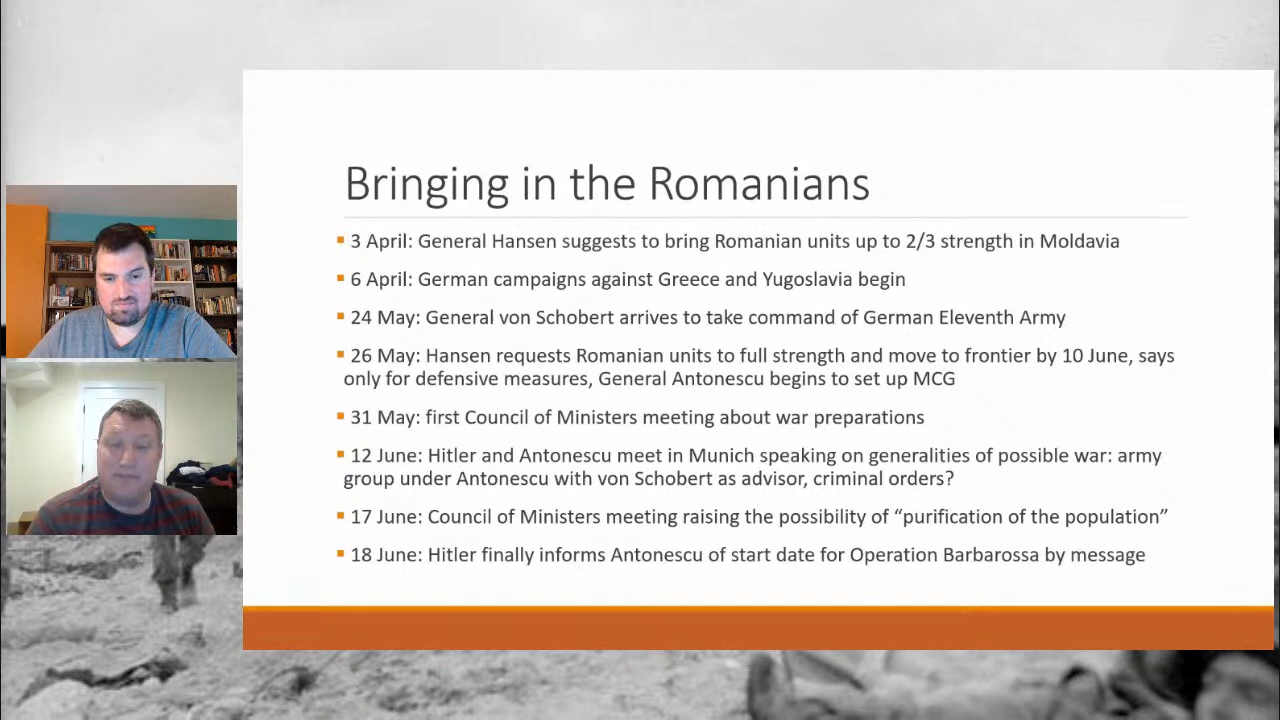 Bringing in the Romanians
▪ 3 April: General Hansen suggests to bring Romanian units up to 2/3 strength in Moldavia
▪ 6 April: German campaigns against Greece and Yugoslavia begin
▪ 24 May: General von Schobert arrives to take command of German Eleventh Army
▪ 26 May: Hansen requests Romanian units to full strength and move to frontier by 10 June, says
only for defensive measures, General Antonescu begins to set up MCG
▪ 31 May: first Council of Ministers meeting about war preparations
▪ 12 June: Hitler and Antonescu meet in Munich speaking on generalities of possible war: army
group under Antonescu with von Schobert as advisor, criminal orders?
▪ 17 June: Council of Ministers meeting raising the possibility of “purification of the population”
▪ 18 June: Hitler finally informs Antonescu of start date for Operation Barbarossa by message